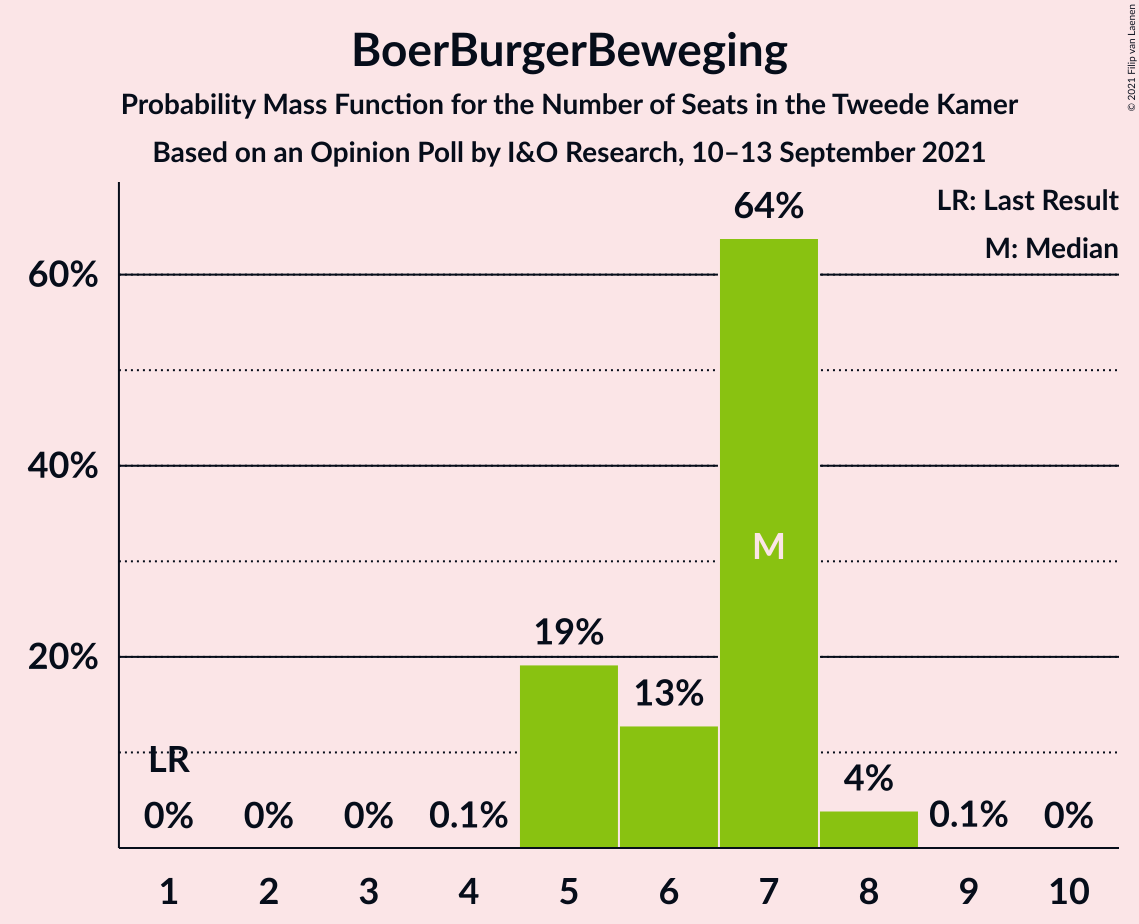 BoerBurgerBeweging
Probability Mass Function for the Number of Seats in the Tweede Kamer
Based on an Opinion Poll by I&O Research, 10–13 September 2021
© 2021 Filip van Laenen
LR: Last Result
M: Median
64%
60%
40%
M
20%
19%
13%
LR
4%
0% 0% 0% 0.1% 0.1% 0%
1 2 3 4 5 6 7 8 9 10